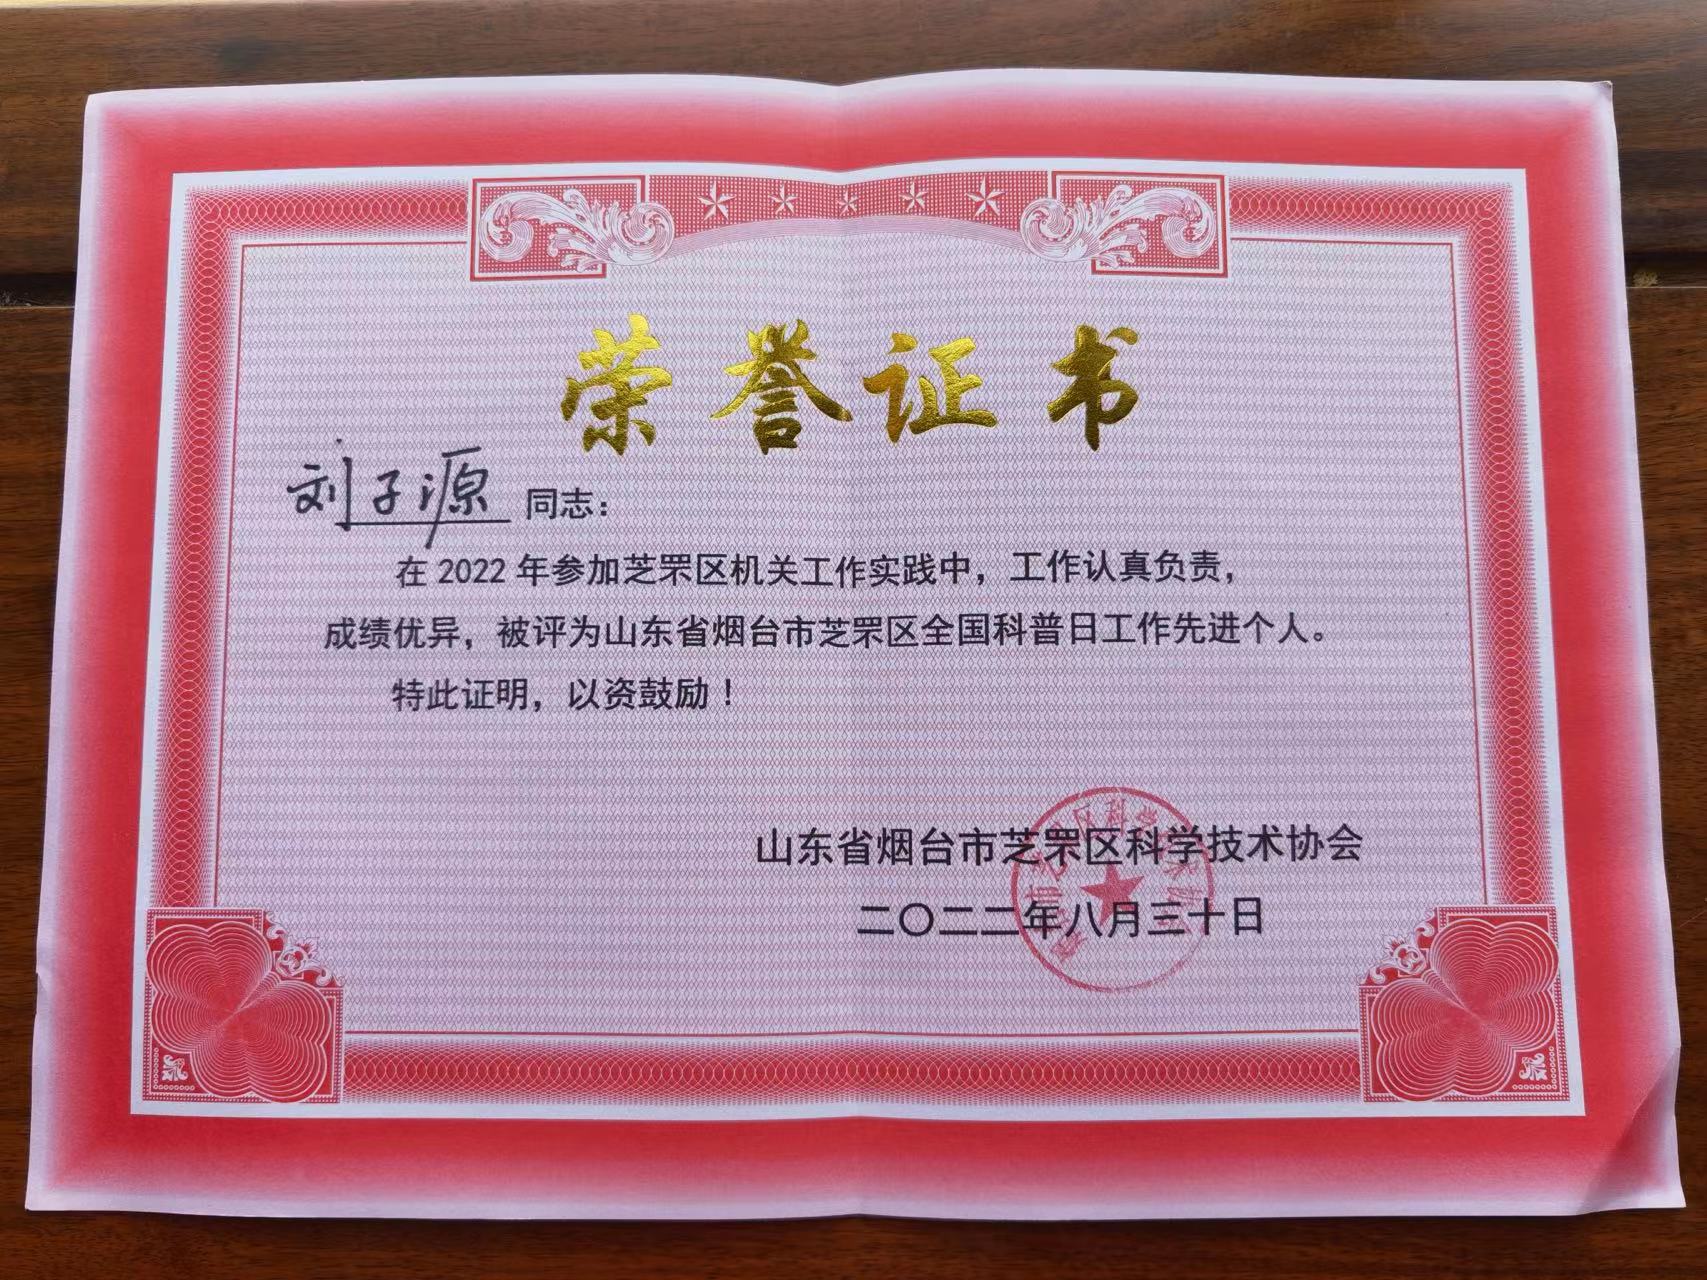 荣誉证书
刘子源 同志：
在 2022 年参加芝罘区机关工作实践中，工作认真负责，
成绩优异，被评为山东省烟台市芝罘区全国科普日工作先进个人。
特此证明，以资鼓励！
山东省烟台市芝罘区科学技术协会
二〇二二年八月三十日